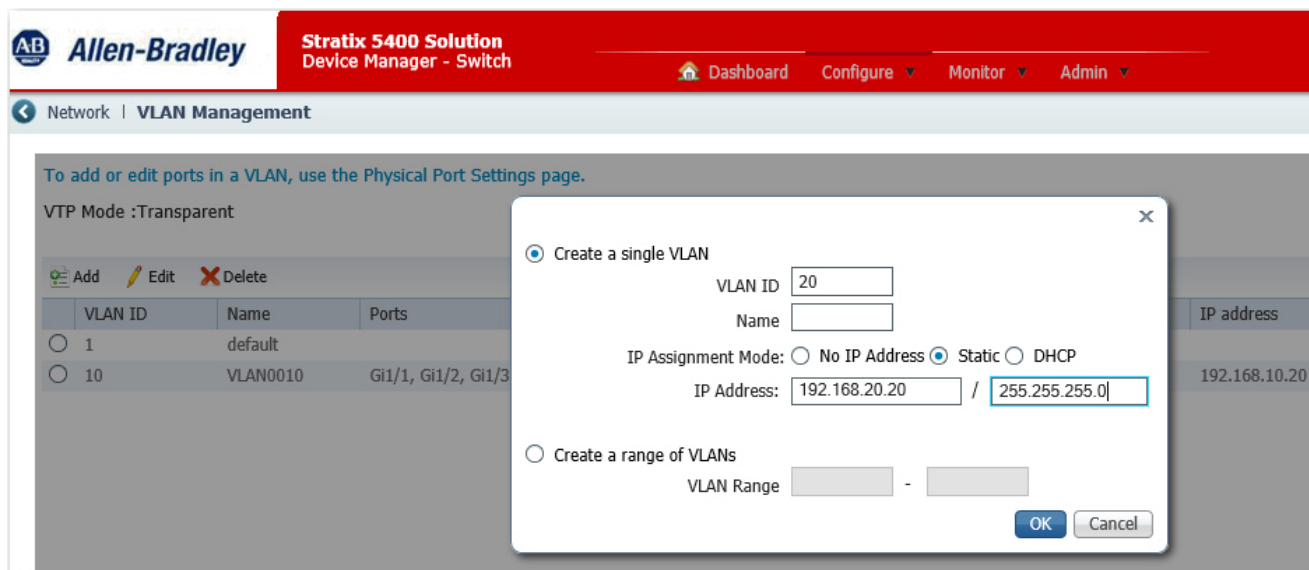 AB Allen-Bradley
Stratix 5400 Solution
Device Manager - Switch
Dashboard Configure Monitor Admin
Network | VLAN Management
To add or edit ports in a VLAN, use the Physical Port Settings page.
VTP Mode :Transparent
Add Edit Delete
VLAN ID Name Ports IP address
1 default
10 VLAN0010 Gi1/1, Gi1/2, Gi1/3 192.168.10.20
x
Create a single VLAN
VLAN ID 20
Name
IP Assignment Mode: No IP Address Static DHCP
IP Address: 192.168.20.20 / 255.255.255.0
Create a range of VLANs
VLAN Range -
OK Cancel